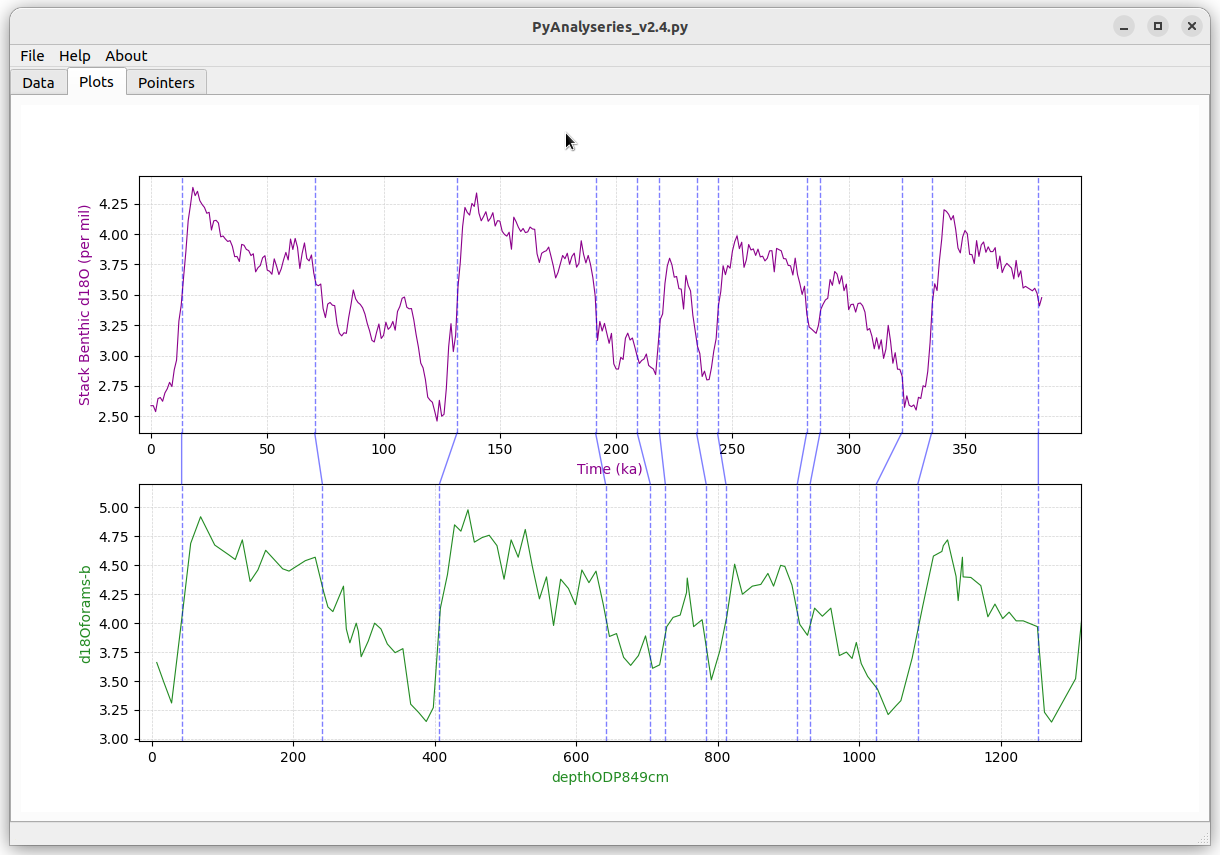 PyAnalyseries_v2.4.py
File Help About
Data Plots Pointers
Stack Benthic d18O (per mil)
4.25
4.00
3.75
3.50
3.25
3.00
2.75
2.50
0 50 100 150 200 250 300 350
Time (ka)
d18Oforams-b
5.00
4.75
4.50
4.25
4.00
3.75
3.50
3.25
3.00
0 200 400 600 800 1000 1200
depthODP849cm